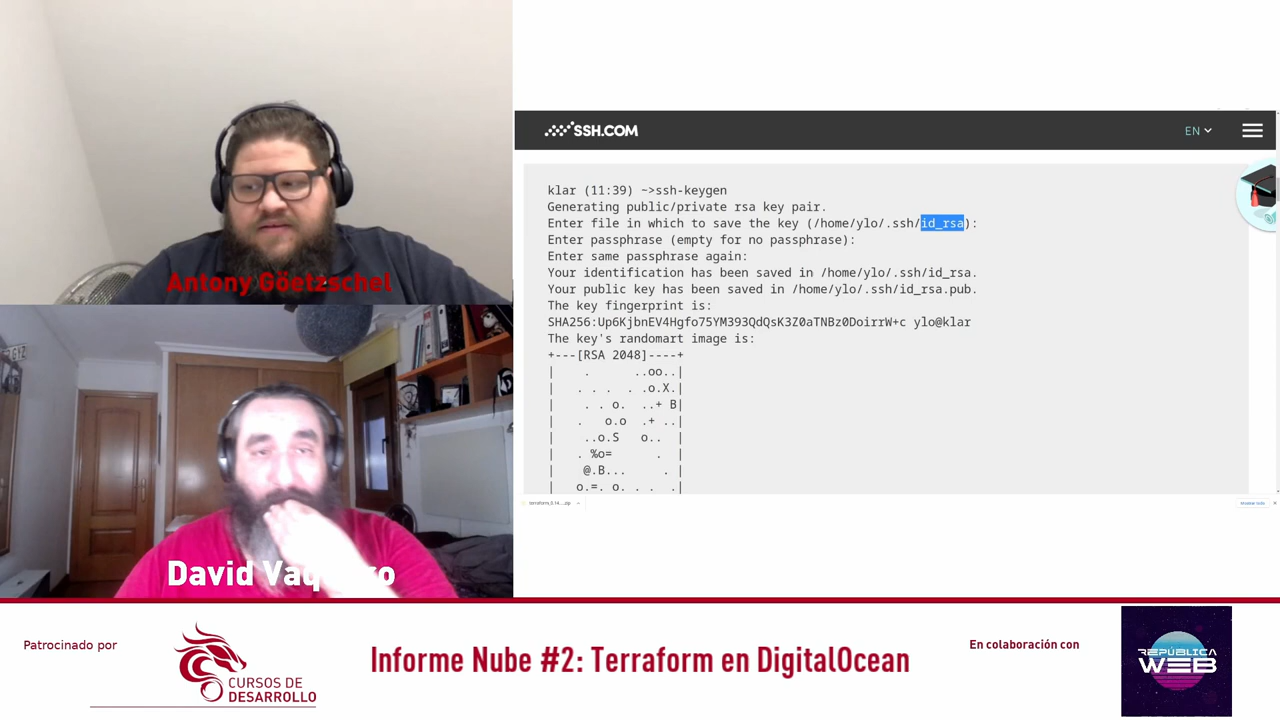 Antony Göetzschel
David Vaquero
SSH.COM
EN
klar (11:39) ~>ssh-keygen
Generating public/private rsa key pair.
Enter file in which to save the key (/home/ylo/.ssh/id_rsa):
Enter passphrase (empty for no passphrase):
Enter same passphrase again:
Your identification has been saved in /home/ylo/.ssh/id_rsa.
Your public key has been saved in /home/ylo/.ssh/id_rsa.pub.
The key fingerprint is:
SHA256:Up6KjbnEV4Hgfo75YM393QdQsK3Z0aTNBz0DoirrW+c ylo@klar
The key's randomart image is:
+---[RSA 2048]----+
|    .      ..oo..|
|   . . .  . .o.X.|
|    . . o.  ..+ B|
|   .   o.o  .+ ..|
|    ..o.S   o..  |
|   . %o=      .  |
|    @.B...     . |
|   o.=. o. . .  .|
Patrocinado por
CURSOS DE
DESARROLLO
Informe Nube #2: Terraform en DigitalOcean
En colaboración con
REPÚBLICA
WEB